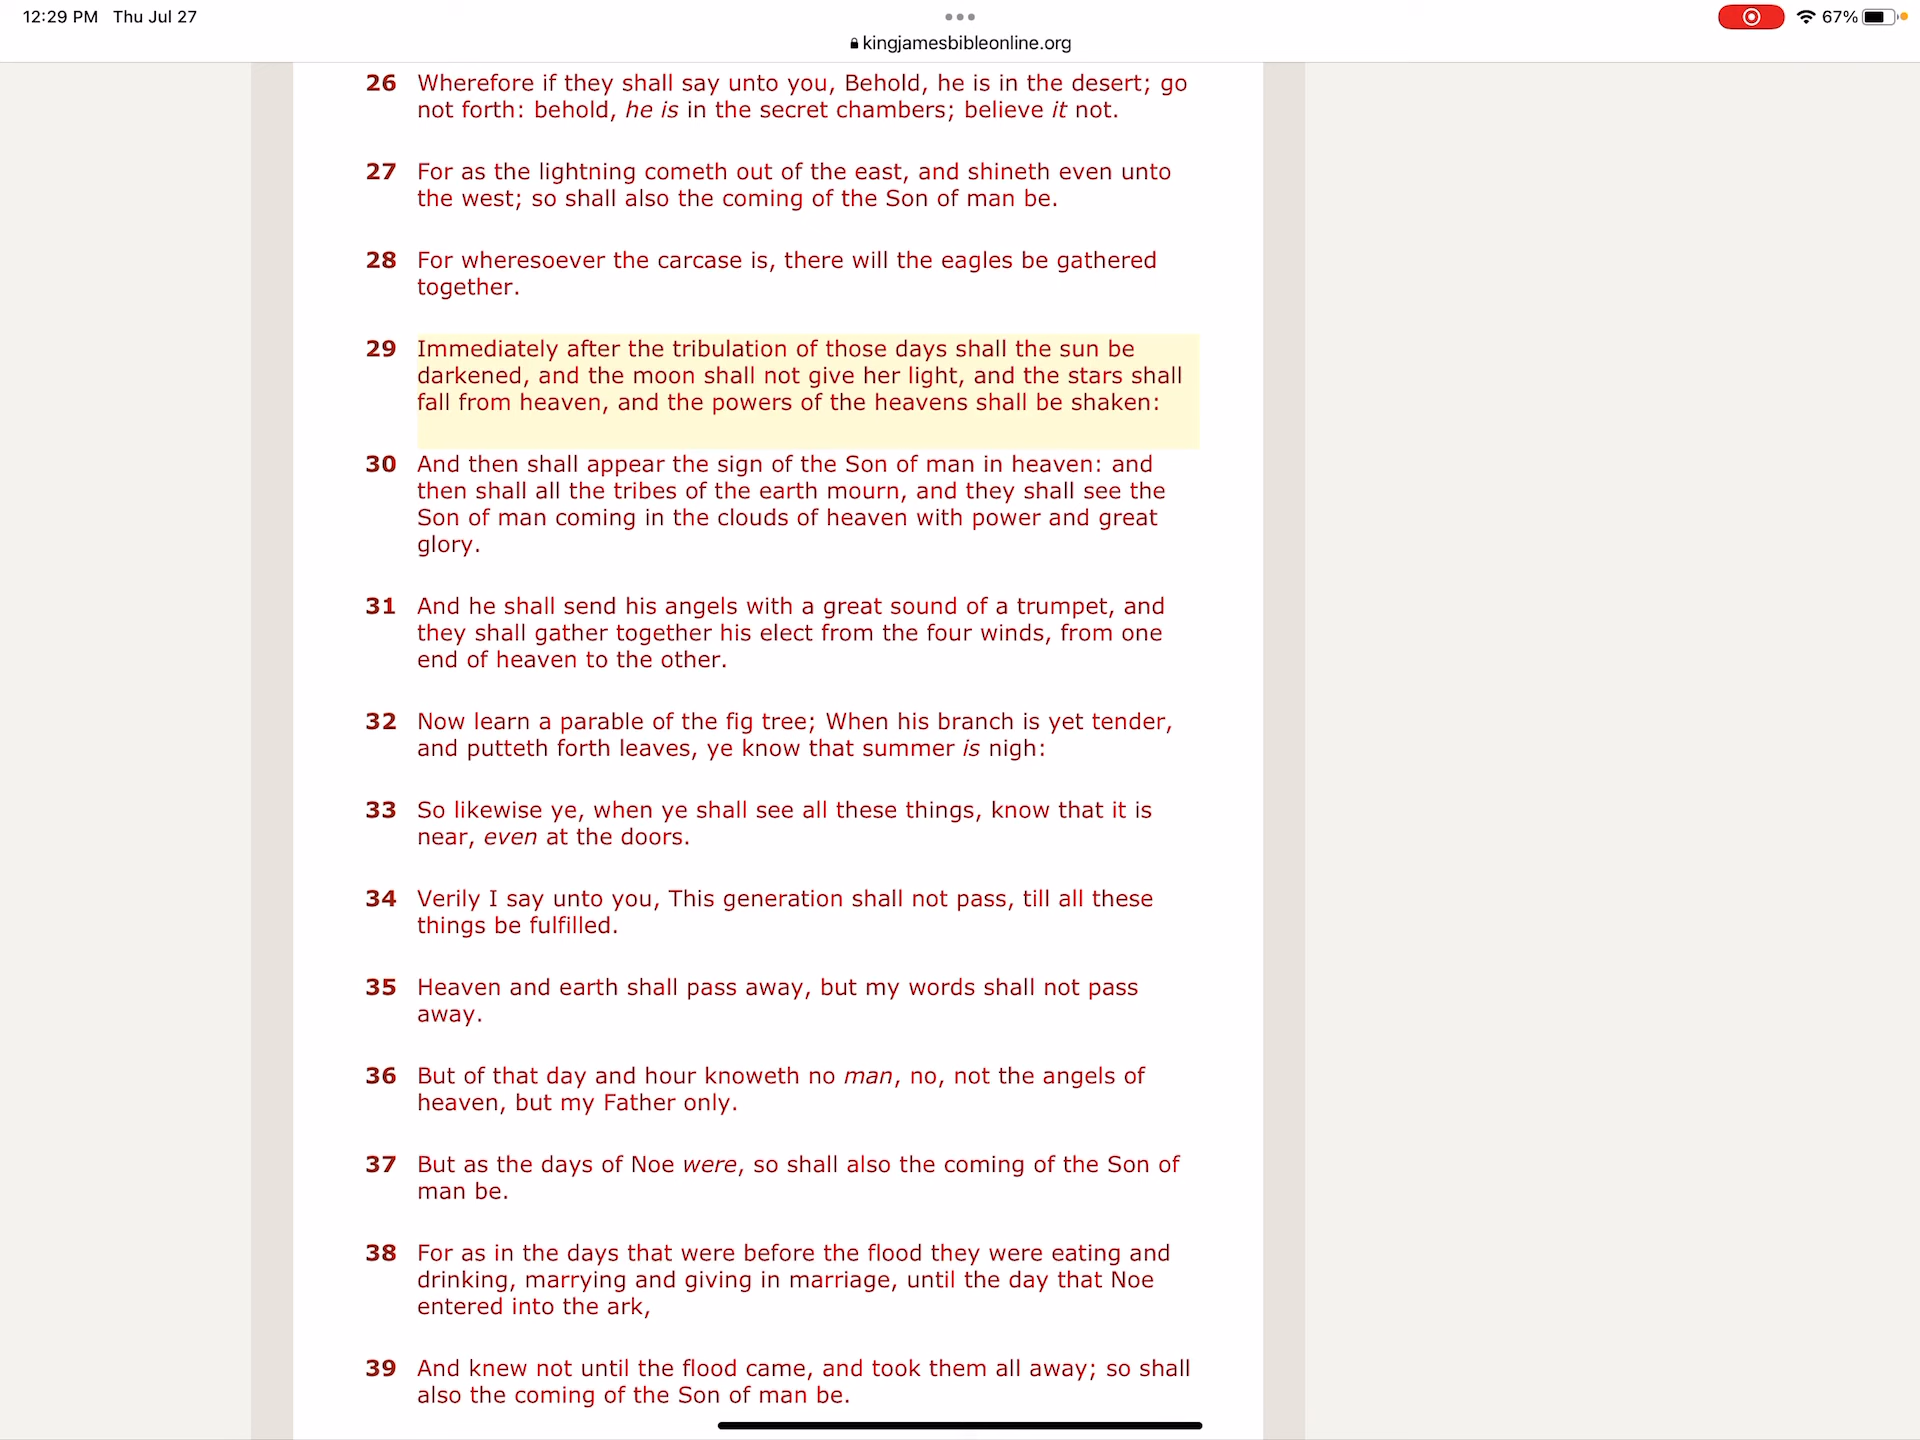 12:29 PM Thu Jul 27
67%
kingjamesbibleonline.org
26 Wherefore if they shall say unto you, Behold, he is in the desert; go
not forth: behold, he is in the secret chambers; believe it not.
27 For as the lightning cometh out of the east, and shineth even unto
the west; so shall also the coming of the Son of man be.
28 For wheresoever the carcase is, there will the eagles be gathered
together.
29 Immediately after the tribulation of those days shall the sun be
darkened, and the moon shall not give her light, and the stars shall
fall from heaven, and the powers of the heavens shall be shaken:
30 And then shall appear the sign of the Son of man in heaven: and
then shall all the tribes of the earth mourn, and they shall see the
Son of man coming in the clouds of heaven with power and great
glory.
31 And he shall send his angels with a great sound of a trumpet, and
they shall gather together his elect from the four winds, from one
end of heaven to the other.
32 Now learn a parable of the fig tree; When his branch is yet tender,
and putteth forth leaves, ye know that summer is nigh:
33 So likewise ye, when ye shall see all these things, know that it is
near, even at the doors.
34 Verily I say unto you, This generation shall not pass, till all these
things be fulfilled.
35 Heaven and earth shall pass away, but my words shall not pass
away.
36 But of that day and hour knoweth no man, no, not the angels of
heaven, but my Father only.
37 But as the days of Noe were, so shall also the coming of the Son of
man be.
38 For as in the days that were before the flood they were eating and
drinking, marrying and giving in marriage, until the day that Noe
entered into the ark,
39 And knew not until the flood came, and took them all away; so shall
also the coming of the Son of man be.